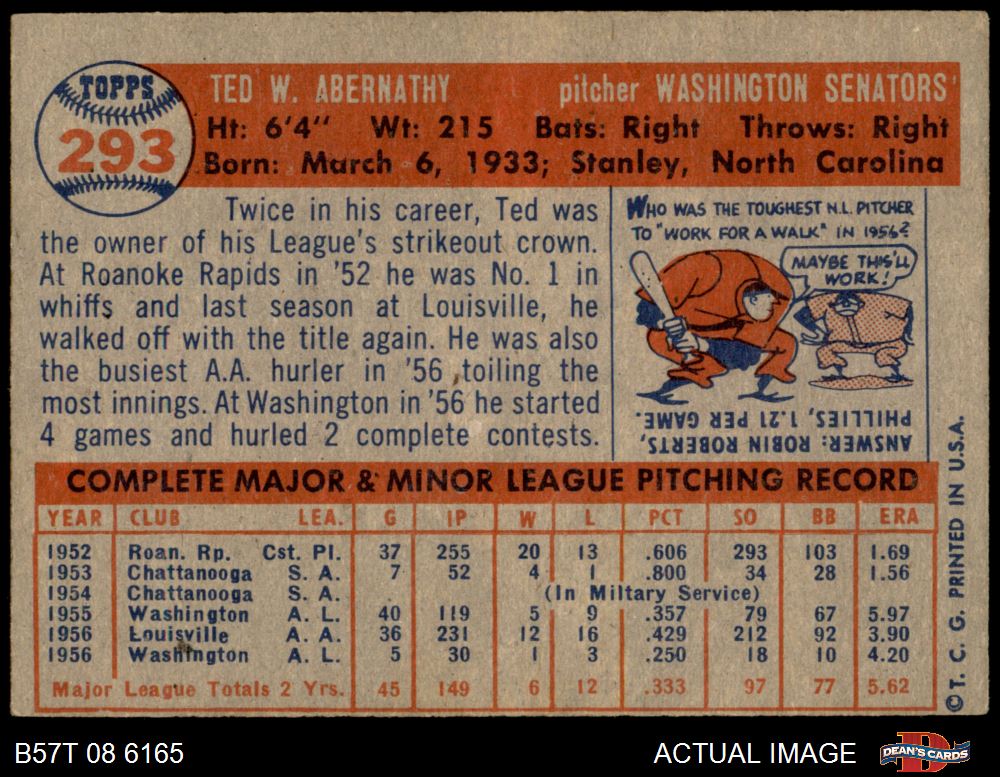 TOPPS
293
TED W. ABERNATHY pitcher WASHINGTON SENATORS
Ht: 6'4" Wt: 215 Bats: Right Throws: Right
Born: March 6, 1933; Stanley, North Carolina
Twice in his career, Ted was
the owner of his League's strikeout crown.
At Roanoke Rapids in '52 he was No. 1 in
whiffs and last season at Louisville, he
walked off with the title again. He was also
the busiest A.A. hurler in '56 toiling the
most innings. At Washington in '56 he started
4 games and hurled 2 complete contests.
WHO WAS THE TOUGHEST N.L. PITCHER
TO "WORK FOR A WALK" IN 1956?
MAYBE THIS'LL
WORK!
ANSWER: ROBIN ROBERTS,
PHILLIES, 1.21 PER GAME.
COMPLETE MAJOR & MINOR LEAGUE PITCHING RECORD
YEAR CLUB LEA. G IP W L PCT SO BB ERA
1952 Roan. Rp. Cst. Pl. 37 255 20 13 .606 293 103 1.69
1953 Chattanooga S. A. 7 52 4 1 .800 34 28 1.56
1954 Chattanooga S. A. (In Military Service)
1955 Washington A. L. 40 119 5 9 .357 79 67 5.97
1956 Louisville A. A. 36 231 12 16 .429 212 92 3.90
1956 Washington A. L. 5 30 1 3 .250 18 10 4.20
Major League Totals 2 Yrs. 45 149 6 12 .333 97 77 5.62
© T. C. G. PRINTED IN U.S.A.
B57T 08 6165 ACTUAL IMAGE
DEAN'S CARDS